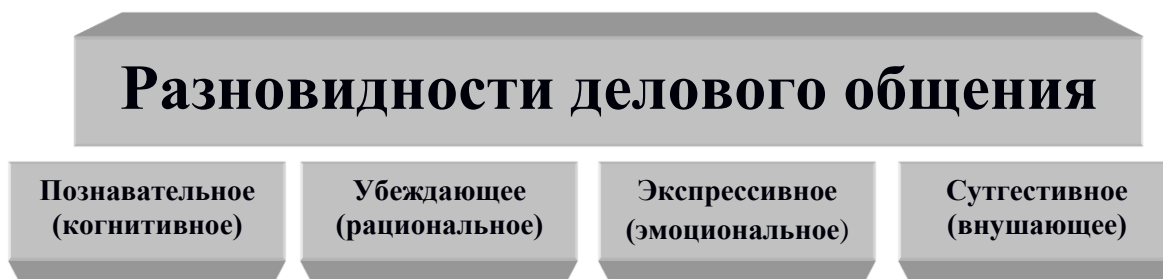 Разновидности делового общения
Познавательное
(когнитивное)
Убеждающее
(рациональное)
Экспрессивное
(эмоциональное)
Сутгестивное
(внушающее)